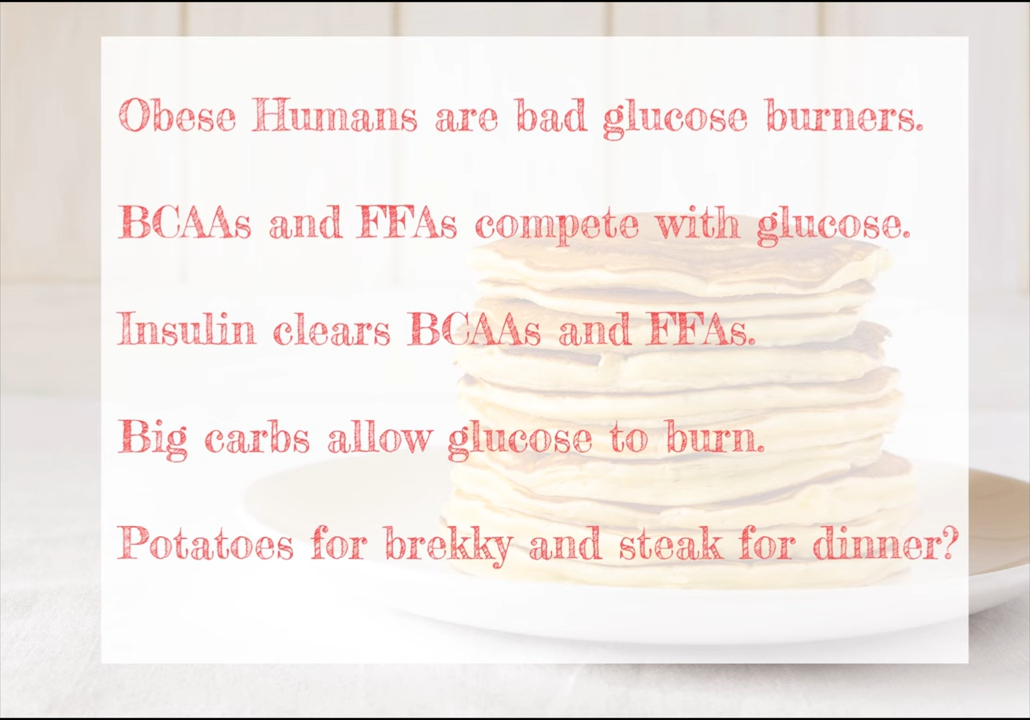 Obese Humans are bad glucose burners.
BCAAs and FFAs compete with glucose.
Insulin clears BCAAs and FFAs.
Big carbs allow glucose to burn.
Potatoes for brekky and steak for dinner?